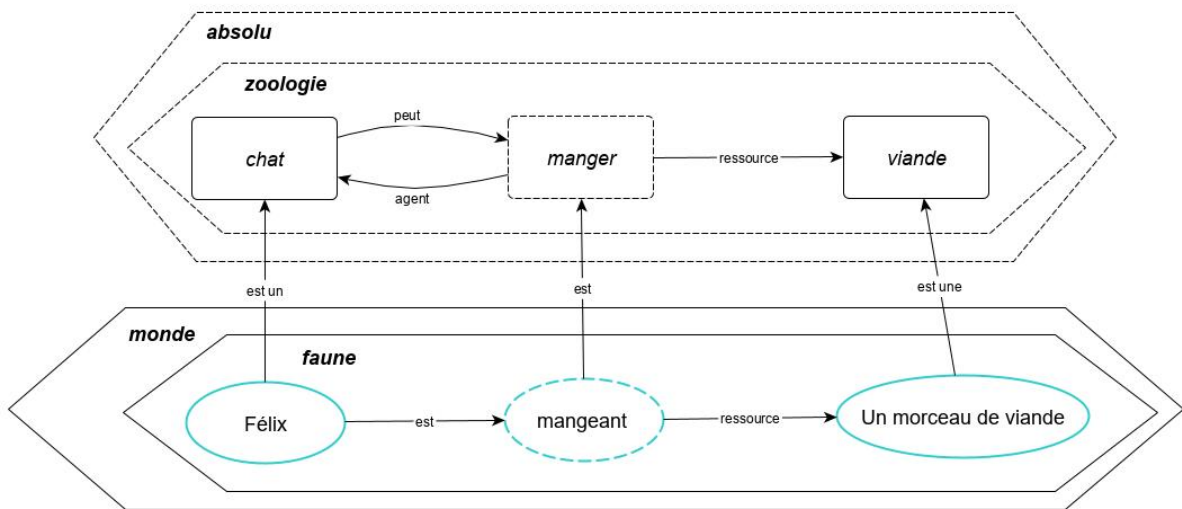 absolu
zoologie
peut
chat
manger
ressource
viande
agent
est un
est
est une
monde
faune
Félix
est
mangeant
ressource
Un morceau de viande